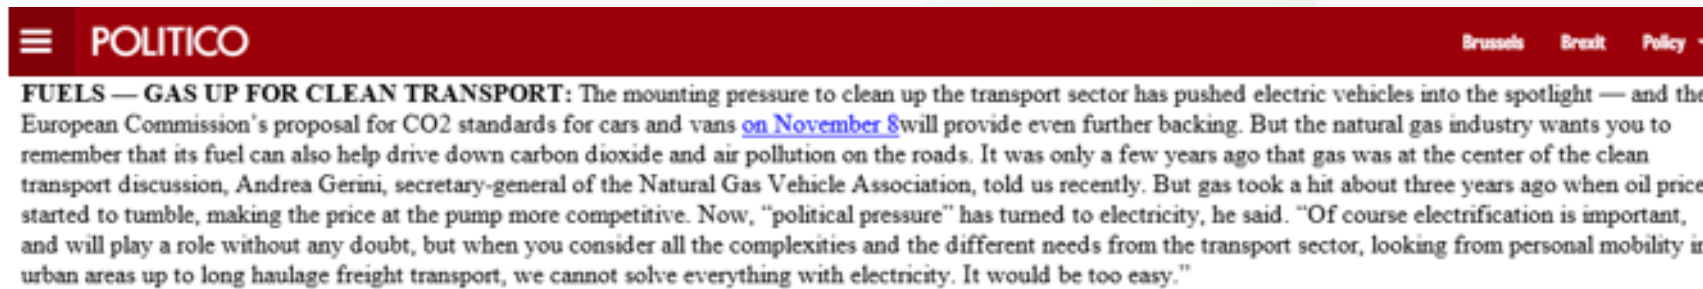 POLITICO
Brussels Brexit Policy
FUELS — GAS UP FOR CLEAN TRANSPORT: The mounting pressure to clean up the transport sector has pushed electric vehicles into the spotlight — and the
European Commission's proposal for CO2 standards for cars and vans on November 8will provide even further backing. But the natural gas industry wants you to
remember that its fuel can also help drive down carbon dioxide and air pollution on the roads. It was only a few years ago that gas was at the center of the clean
transport discussion, Andrea Gerini, secretary-general of the Natural Gas Vehicle Association, told us recently. But gas took a hit about three years ago when oil price
started to tumble, making the price at the pump more competitive. Now, “political pressure” has turned to electricity, he said. “Of course electrification is important,
and will play a role without any doubt, but when you consider all the complexities and the different needs from the transport sector, looking from personal mobility in
urban areas up to long haulage freight transport, we cannot solve everything with electricity. It would be too easy.”